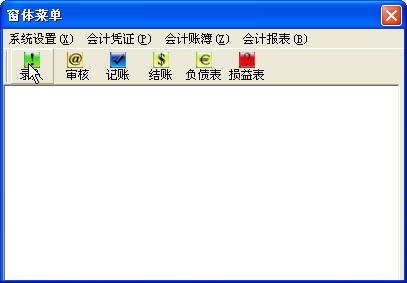 窗体菜单
系统设置(X) 会计凭证(P) 会计账簿(Z) 会计报表(B)
录入 审核 记账 结账 负债表 损益表